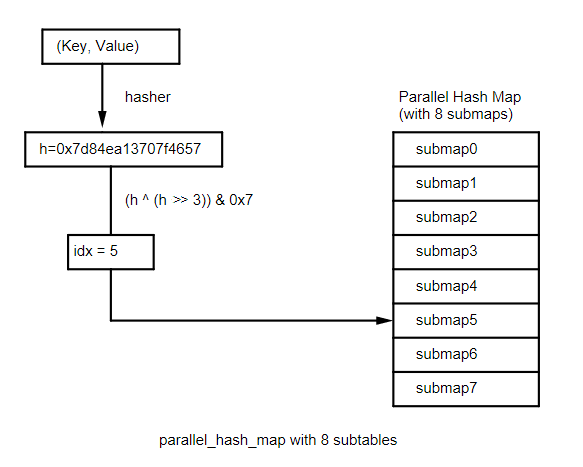 (Key, Value)
hasher
h=0x7d84ea13707f4657
(h ^ (h >> 3)) & 0x7
idx = 5
Parallel Hash Map
(with 8 submaps)
submap0
submap1
submap2
submap3
submap4
submap5
submap6
submap7
parallel_hash_map with 8 subtables